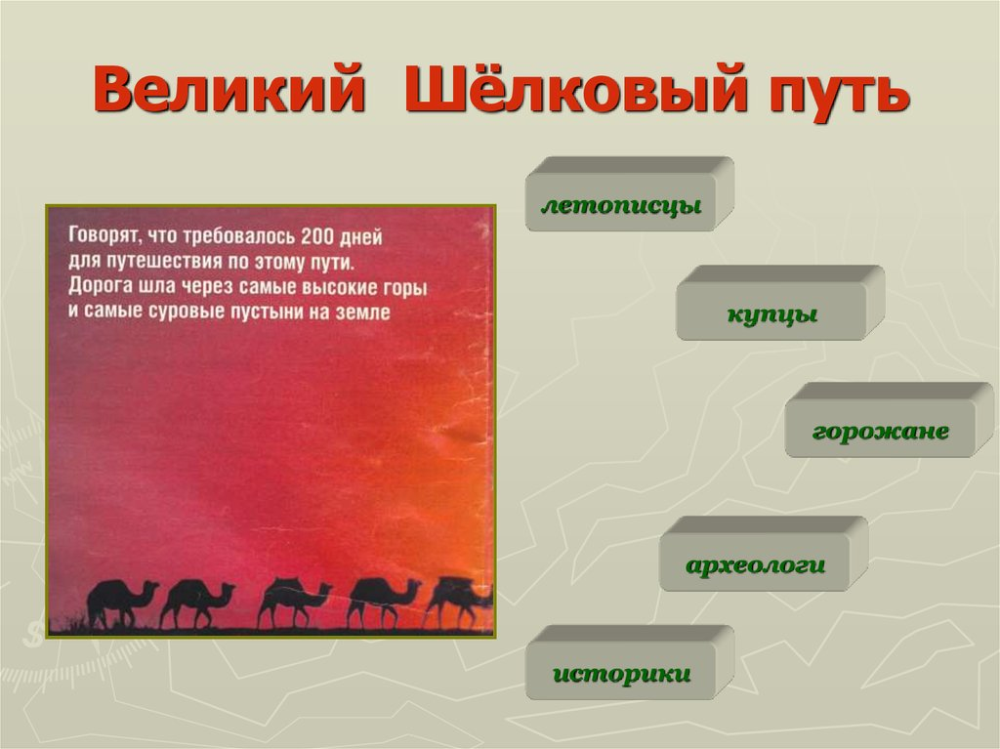 Великий Шёлковый путь
Говорят, что требовалось 200 дней
для путешествия по этому пути.
Дорога шла через самые высокие горы
и самые суровые пустыни на земле
летописцы
купцы
горожане
археологи
историки
NW
S